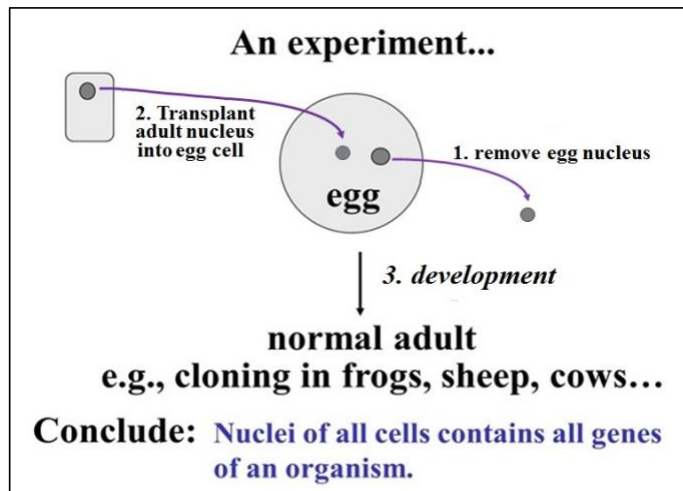 An experiment...
2. Transplant
adult nucleus
into egg cell
1. remove egg nucleus
egg
3. development
normal adult
e.g., cloning in frogs, sheep, cows…
Conclude: Nuclei of all cells contains all genes
of an organism.